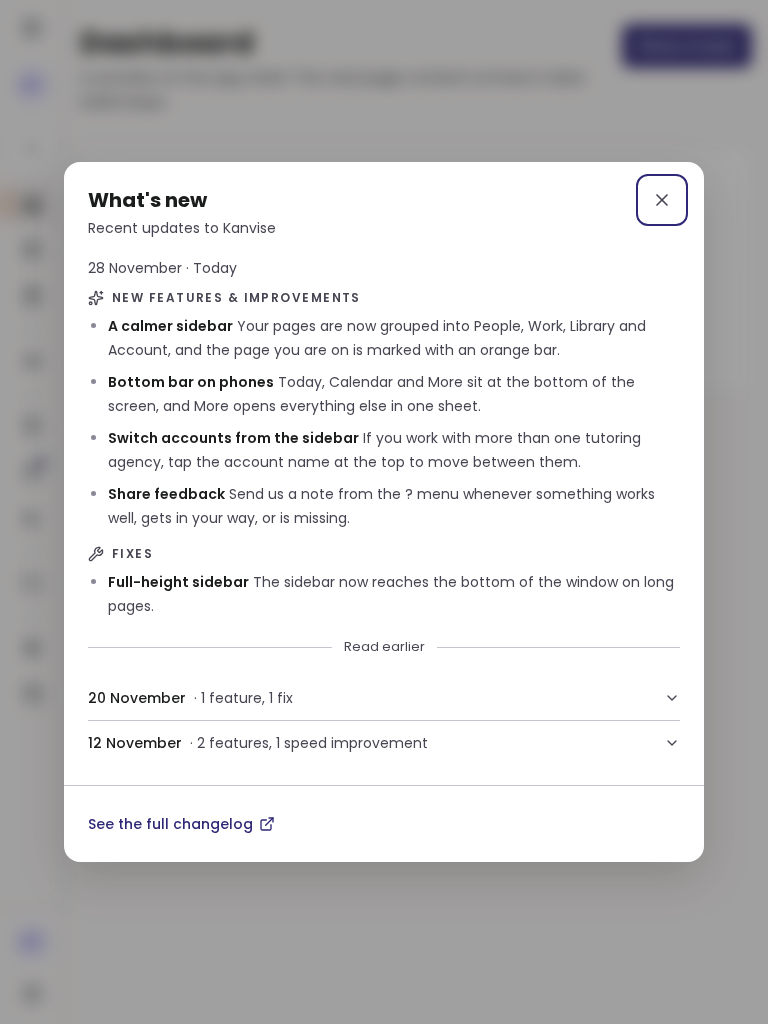 Dashboard
What's new
Recent updates to Kanvise
28 November · Today
NEW FEATURES & IMPROVEMENTS
• A calmer sidebar Your pages are now grouped into People, Work, Library and
Account, and the page you are on is marked with an orange bar.
• Bottom bar on phones Today, Calendar and More sit at the bottom of the
screen, and More opens everything else in one sheet.
• Switch accounts from the sidebar If you work with more than one tutoring
agency, tap the account name at the top to move between them.
• Share feedback Send us a note from the ? menu whenever something works
well, gets in your way, or is missing.
FIXES
• Full-height sidebar The sidebar now reaches the bottom of the window on long
pages.
Read earlier
20 November · 1 feature, 1 fix
12 November · 2 features, 1 speed improvement
See the full changelog